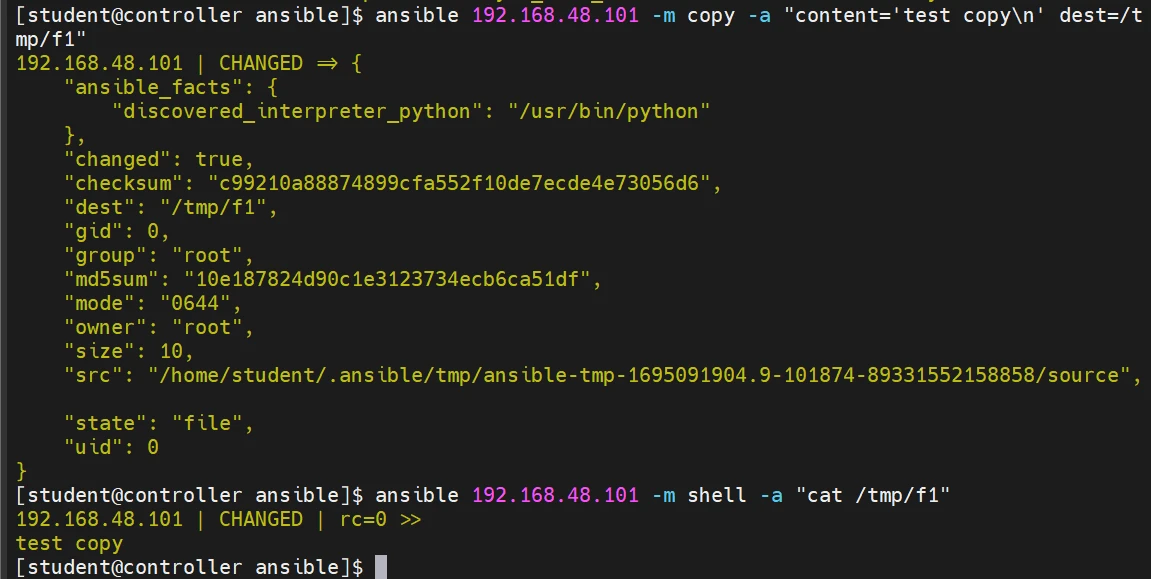 [student@controller ansible]$ ansible 192.168.48.101 -m copy -a "content='test copy\n' dest=/t
mp/f1"
192.168.48.101 | CHANGED => {
    "ansible_facts": {
        "discovered_interpreter_python": "/usr/bin/python"
    },
    "changed": true,
    "checksum": "c99210a88874899cfa552f10de7ecde4e73056d6",
    "dest": "/tmp/f1",
    "gid": 0,
    "group": "root",
    "md5sum": "10e187824d90c1e3123734ecb6ca51df",
    "mode": "0644",
    "owner": "root",
    "size": 10,
    "src": "/home/student/.ansible/tmp/ansible-tmp-1695091904.9-101874-89331552158858/source",
    "state": "file",
    "uid": 0
}
[student@controller ansible]$ ansible 192.168.48.101 -m shell -a "cat /tmp/f1"
192.168.48.101 | CHANGED | rc=0 >>
test copy
[student@controller ansible]$